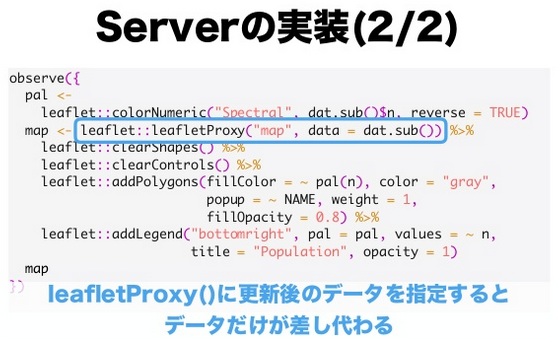 Serverの実装(2/2)
observe({
pal <-
leaflet::colorNumeric("Spectral", dat.sub()$n, reverse = TRUE)
map <- leaflet::leafletProxy("map", data = dat.sub()) %>%
leaflet::clearShapes() %>%
leaflet::clearControls() %>%
leaflet::addPolygons(fillColor = ~ pal(n), color = "gray",
popup = ~ NAME, weight = 1,
fillOpacity = 0.8) %>%
leaflet::addLegend("bottomright", pal = pal, values = ~ n,
title = "Population", opacity = 1)
map
})
leafletProxy()に更新後のデータを指定すると
データだけが差し代わる